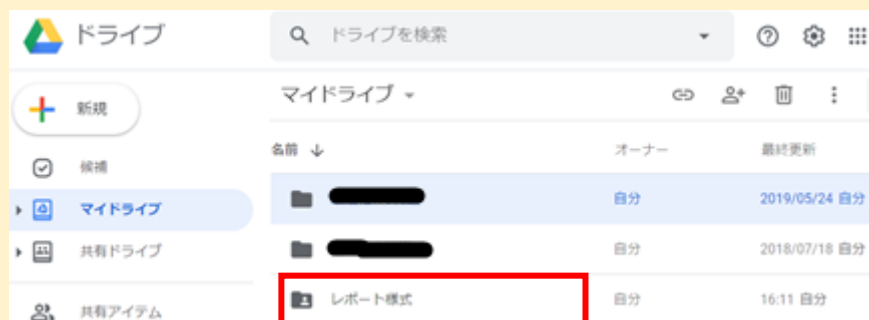 ドライブ
ドライブを検索
新規
マイドライブ
名前 オーナー 最終更新
候補
マイドライブ
共有ドライブ
共有アイテム
自分 2019/05/24 自分
自分 2018/07/18 自分
レポート様式 自分 16:11 自分